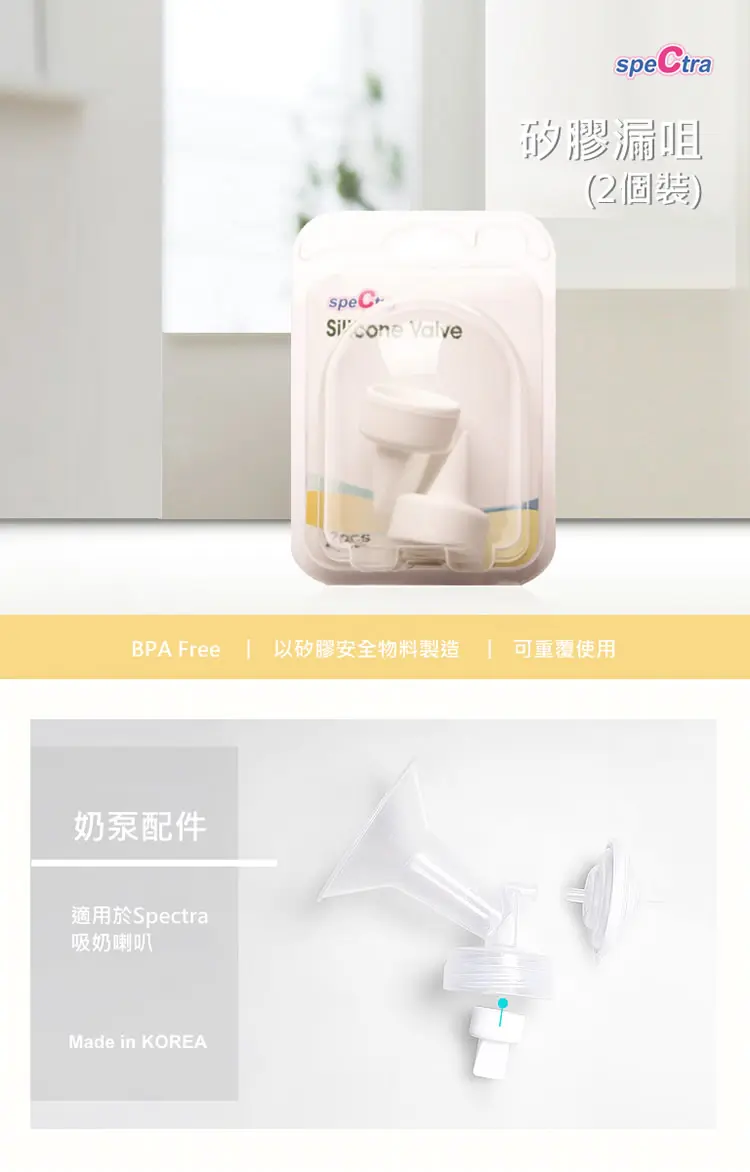 speCtra
矽膠漏咀
(2個裝)
speCt
Silicone Valve
2pcs
BPA Free | 以矽膠安全物料製造 | 可重覆使用
奶泵配件
適用於Spectra
吸奶喇叭
Made in KOREA